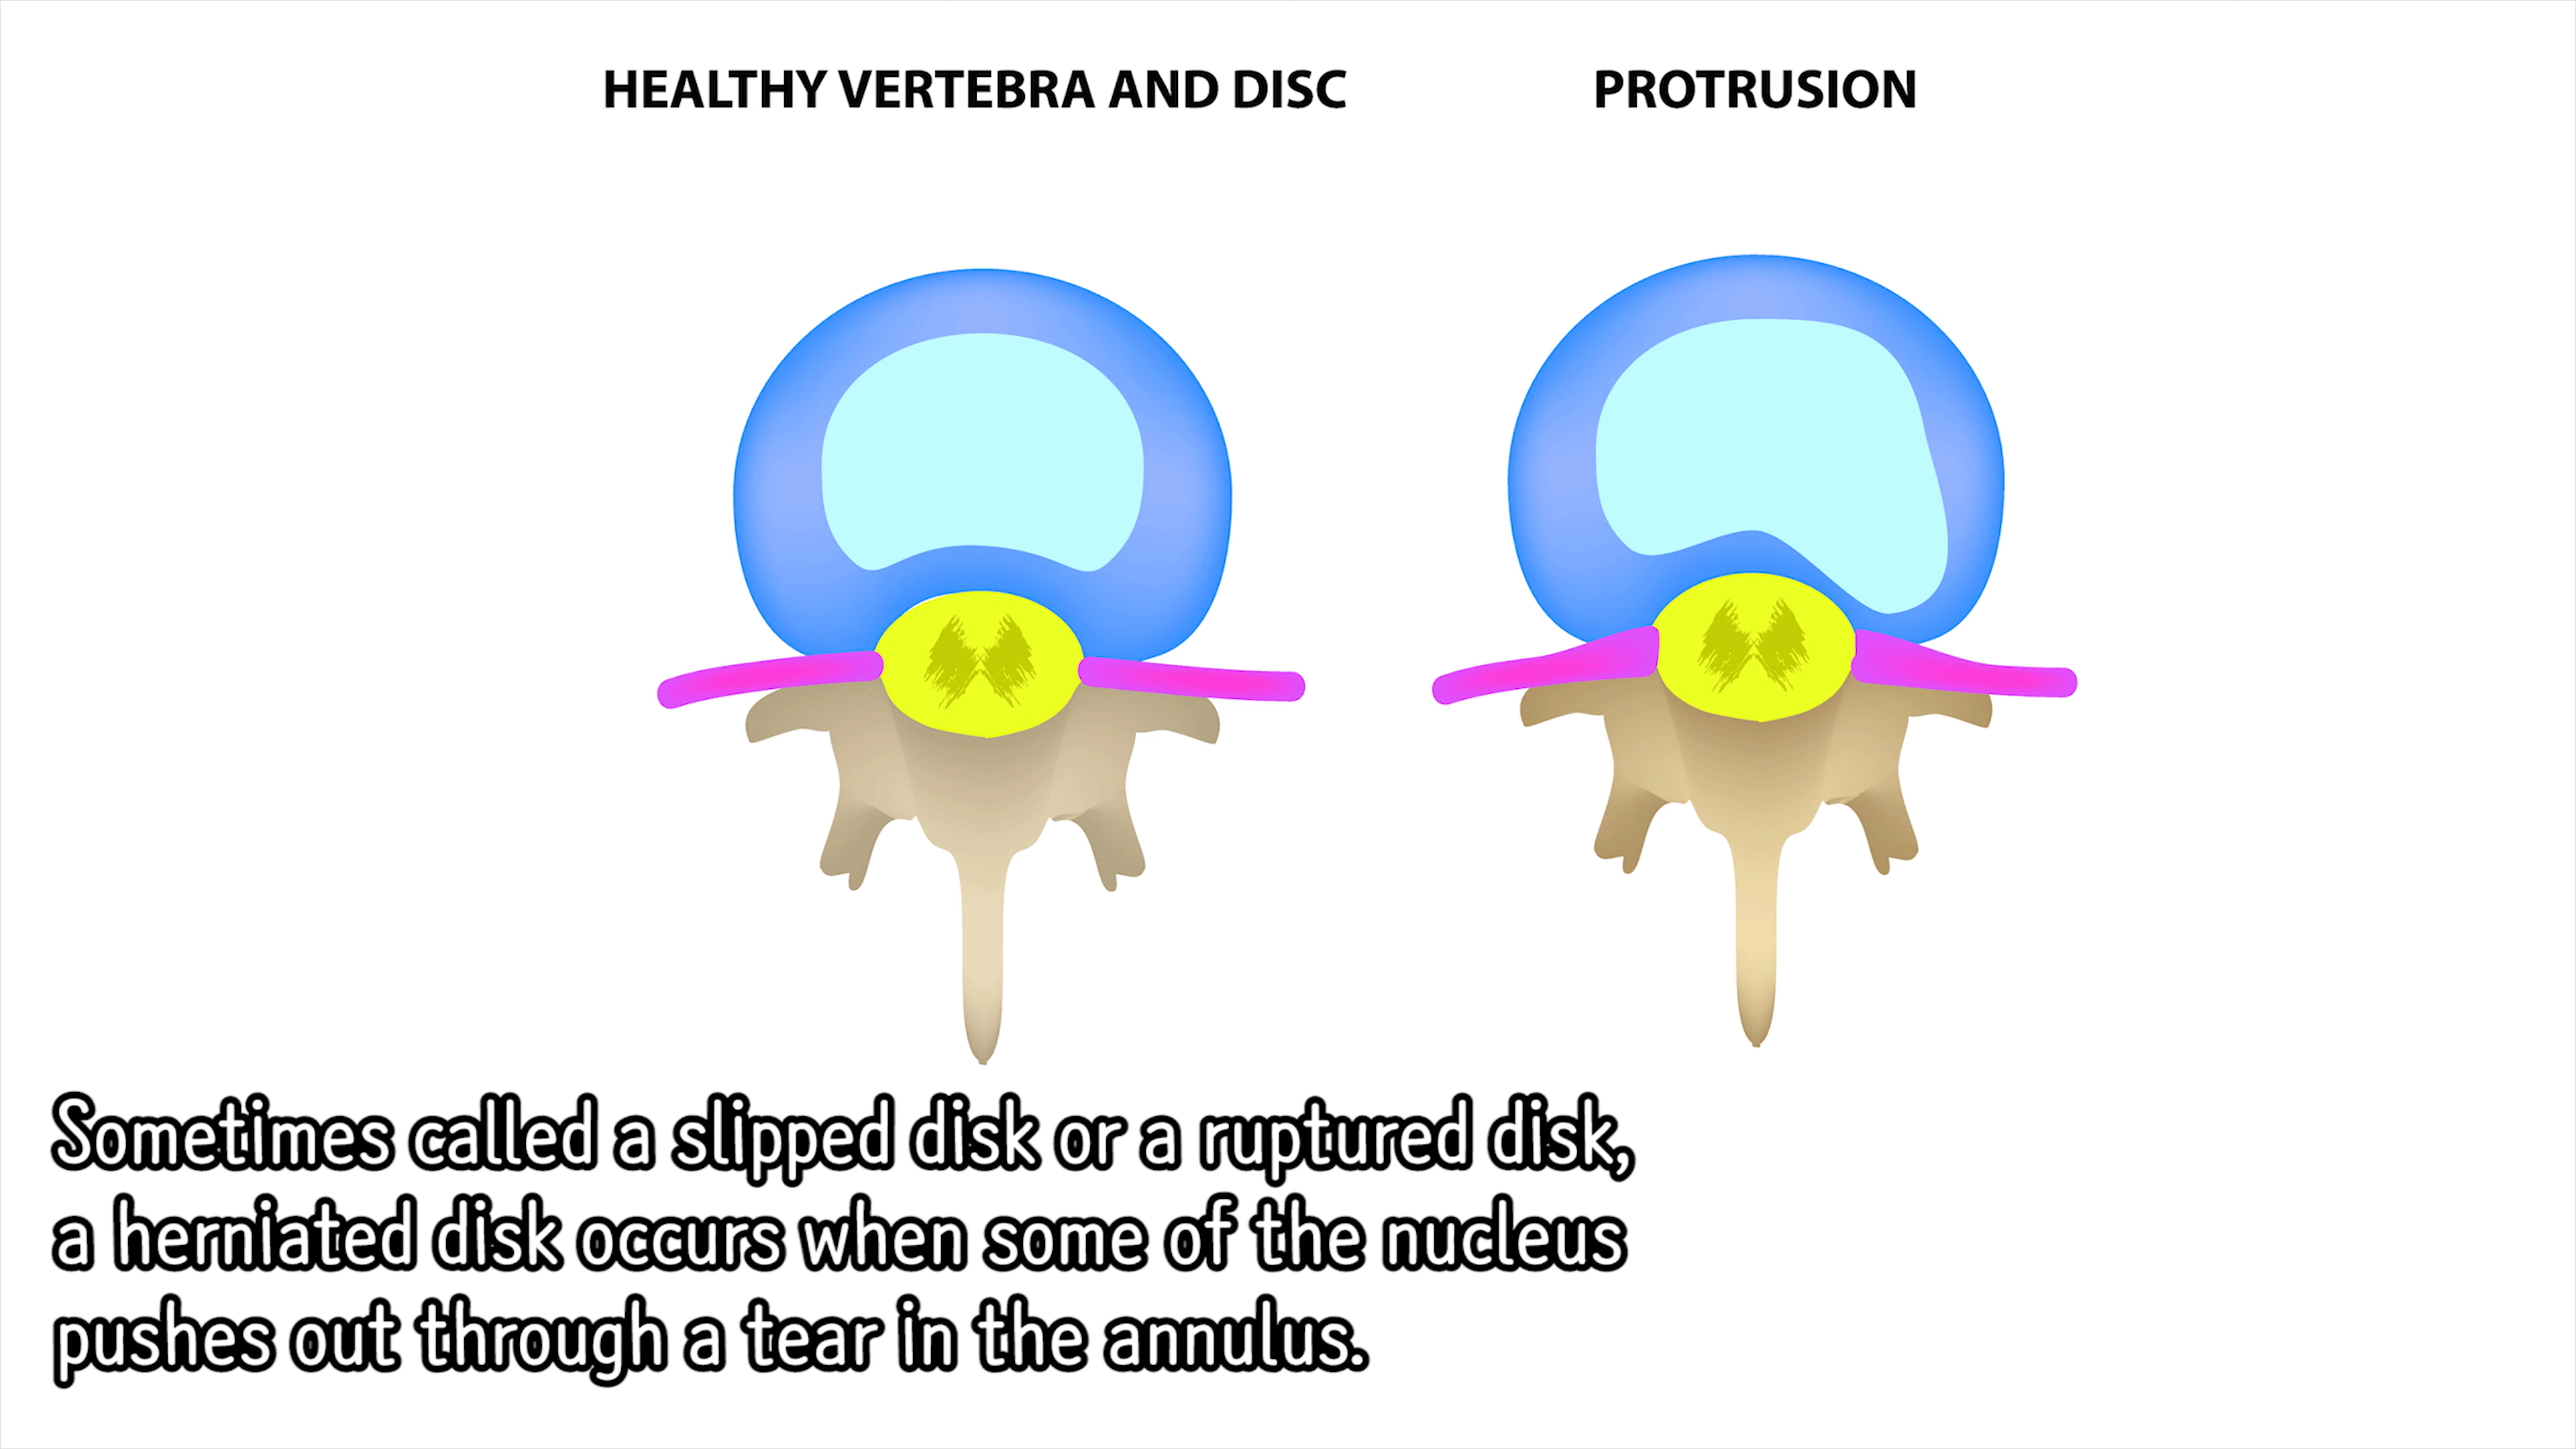 HEALTHY VERTEBRA AND DISC
PROTRUSION
Sometimes called a slipped disk or a ruptured disk,
a herniated disk occurs when some of the nucleus
pushes out through a tear in the annulus.